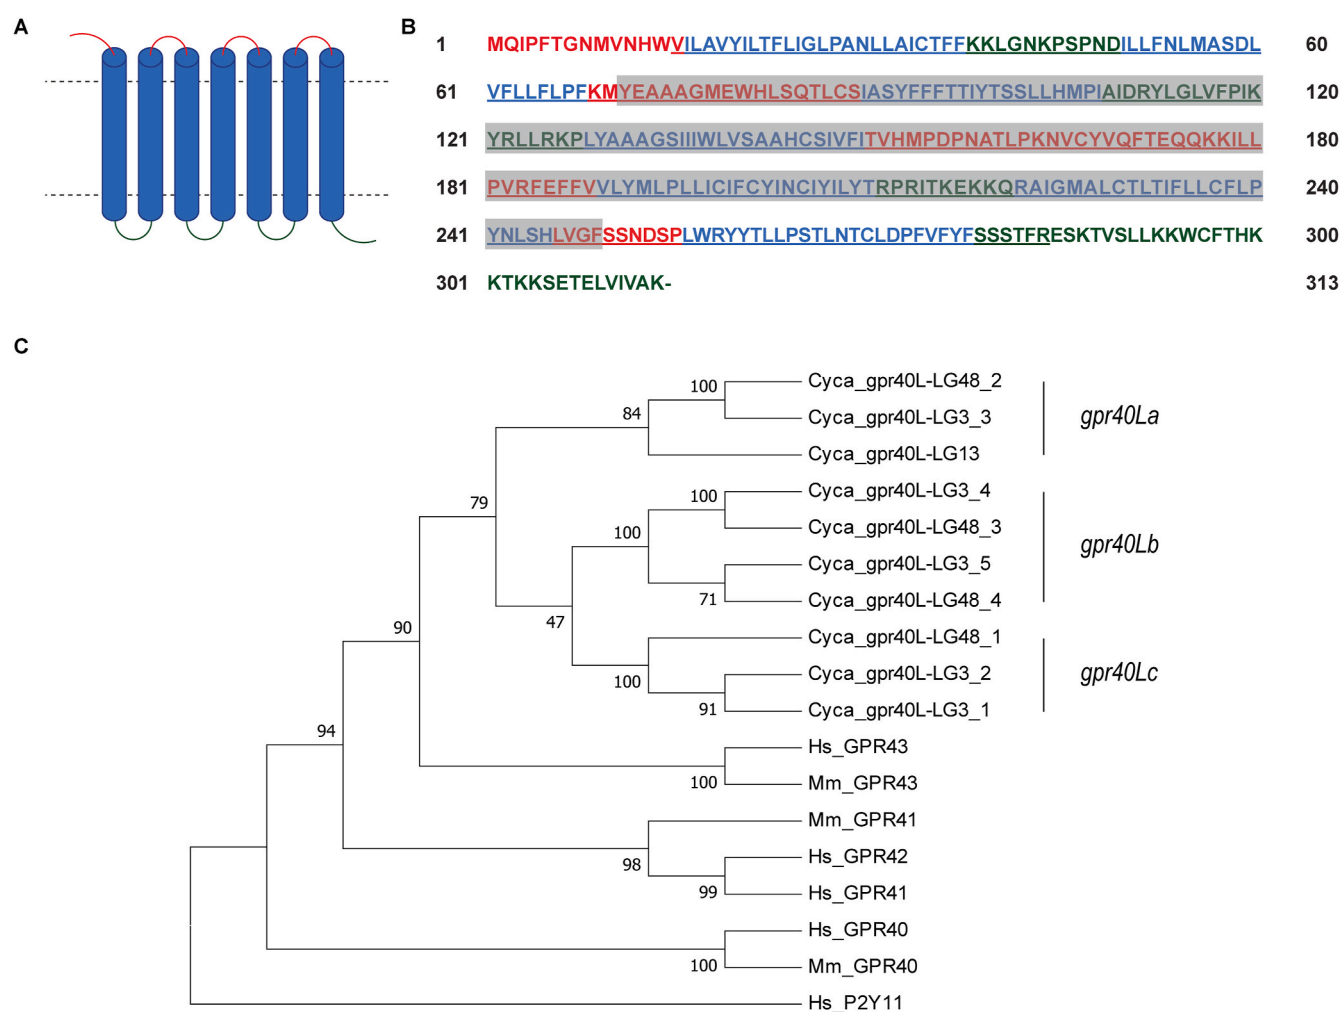 A
B
1 MQIPFTGNMVNHWVILAVYILTFLIGLPANLLAICTFFKKLGNKPSPNDILLFNLMASDL 60
61 VFLLFLPFKMYEAAAGMEWHLSQTLCSIASYFFFTTIYTSSLLHMPIAIDRYLGLVFPIK 120
121 YRLLRKPLYAAAGSIIIWLVSAAHCSIVFITVHMPDPNATLPKNVCYVQFTEQQKKILL 180
181 PVRFEFFVVLYMLPLLICIFCYINCIYILYTRPRITKEKKQRAIGMALCTLTIFLLCFLP 240
241 YNLSHLVGFSSNDSPLWRYYTLLPSTLNTCLDPFVFYFSSSTFRESKTVSLLKKWCFTHK 300
301 KTKKSETELVIVAK- 313
C
Cyca_gpr40L-LG48_2
100
Cyca_gpr40L-LG3_3
gpr40La
84
Cyca_gpr40L-LG13
Cyca_gpr40L-LG3_4
100
79
Cyca_gpr40L-LG48_3
100
gpr40Lb
Cyca_gpr40L-LG3_5
Cyca_gpr40L-LG48_4
71
47
90
Cyca_gpr40L-LG48_1
Cyca_gpr40L-LG3_2
gpr40Lc
100
Cyca_gpr40L-LG3_1
91
94
Hs_GPR43
Mm_GPR43
100
Mm_GPR41
Hs_GPR42
98
Hs_GPR41
99
Hs_GPR40
Mm_GPR40
100
Hs_P2Y11